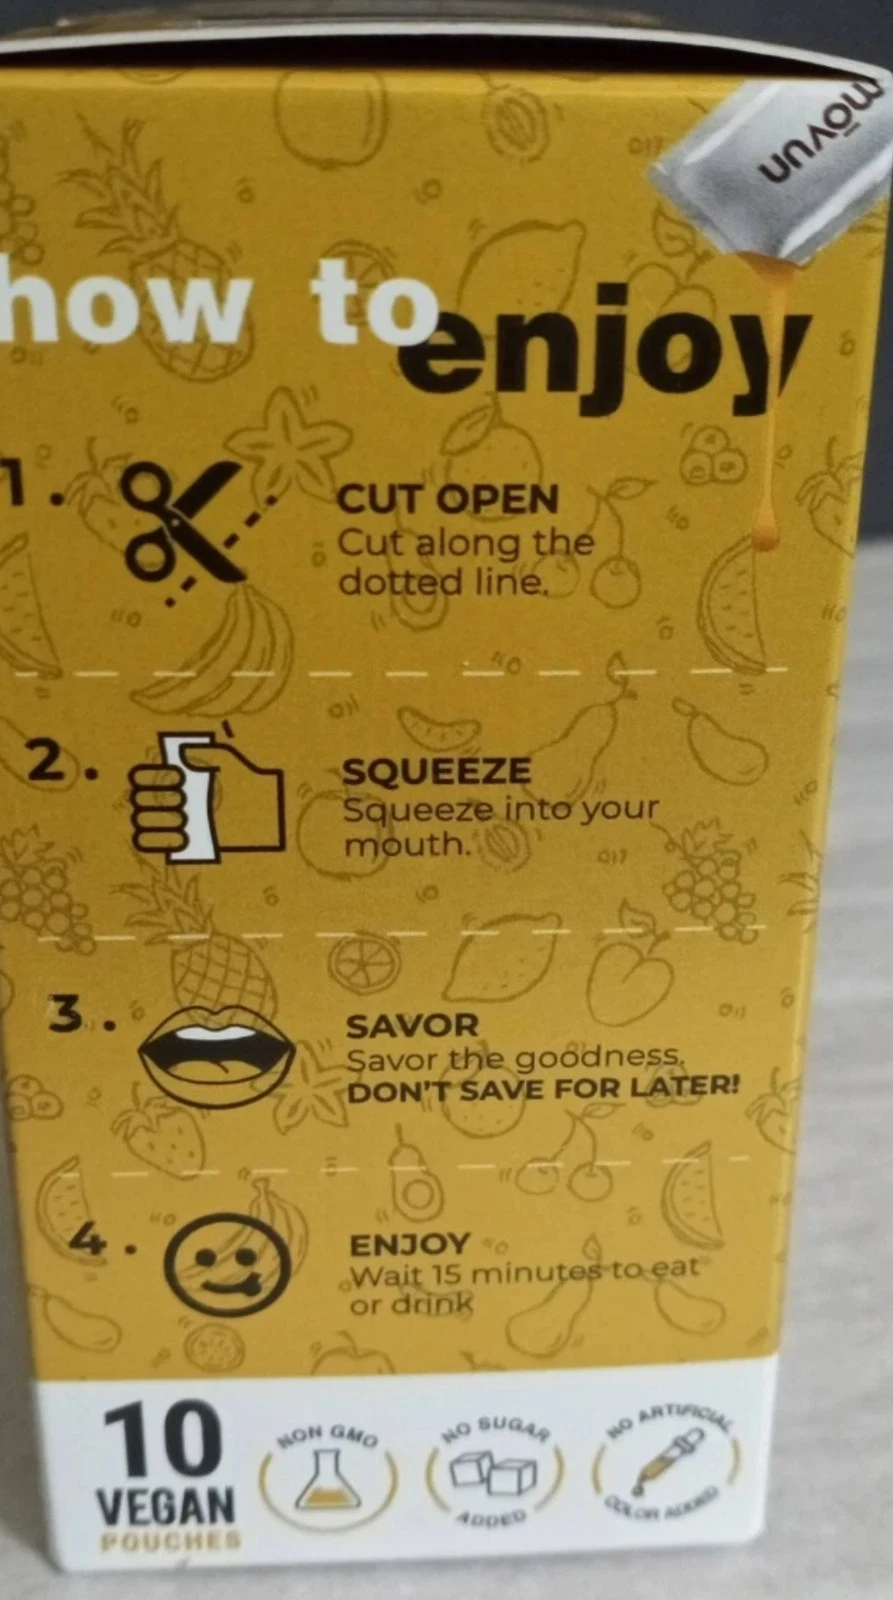 mōvun
how to
enjoy
1.
CUT OPEN
Cut along the
dotted line.
2.
SQUEEZE
Squeeze into your
mouth.
3.
SAVOR
Savor the goodness.
DON'T SAVE FOR LATER!
4.
ENJOY
Wait 15 minutes to eat
or drink
10
VEGAN
POUCHES
NON GMO
NO SUGAR
ADDED
NO ARTIFICIAL
COLOR ADDED